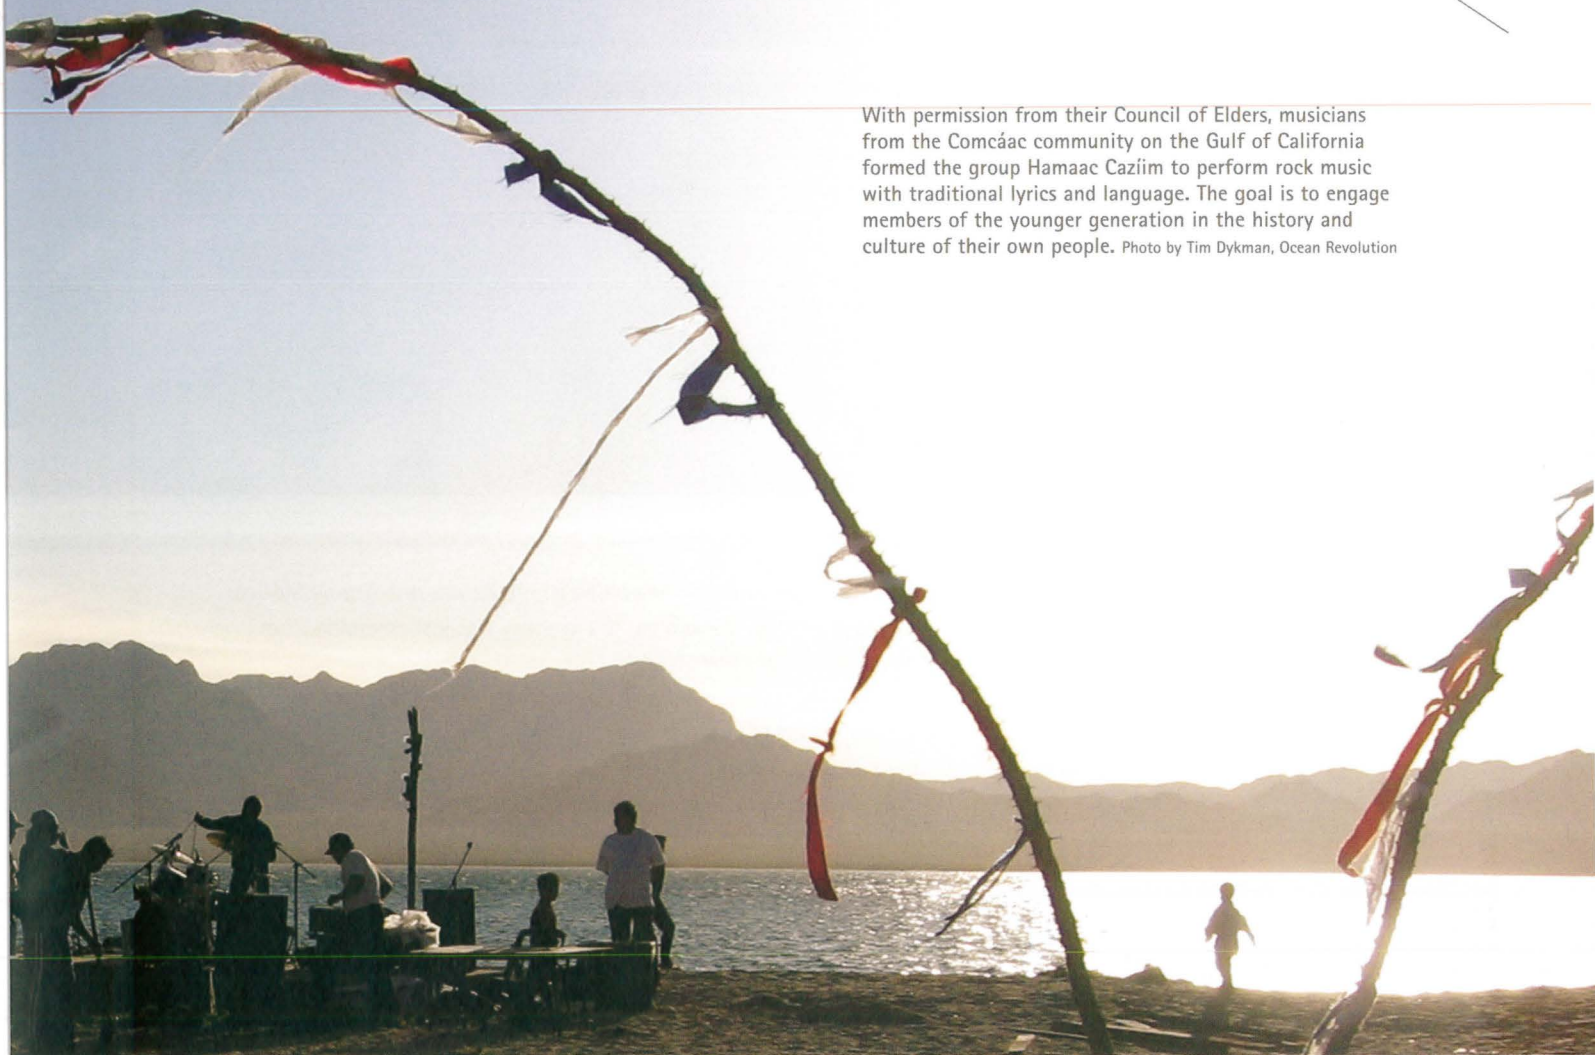 With permission from their Council of Elders, musicians
from the Comcáac community on the Gulf of California
formed the group Hamaac Cazíim to perform rock music
with traditional lyrics and language. The goal is to engage
members of the younger generation in the history and
culture of their own people. Photo by Tim Dykman, Ocean Revolution